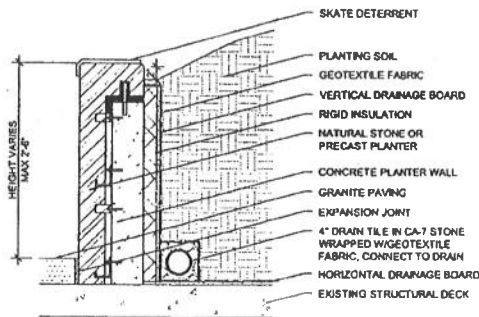 SKATE DETERRENT
PLANTING SOIL
GEOTEXTILE FABRIC
VERTICAL DRAINAGE BOARD
RIGID INSULATION
NATURAL STONE OR
PRECAST PLANTER
CONCRETE PLANTER WALL
GRANITE PAVING
EXPANSION JOINT
4" DRAIN TILE IN CA-7 STONE
WRAPPED W/GEOTEXTILE
FABRIC, CONNECT TO DRAIN
HORIZONTAL DRAINAGE BOARD
EXISTING STRUCTURAL DECK
HEIGHT VARIES
MAX 2'-6"